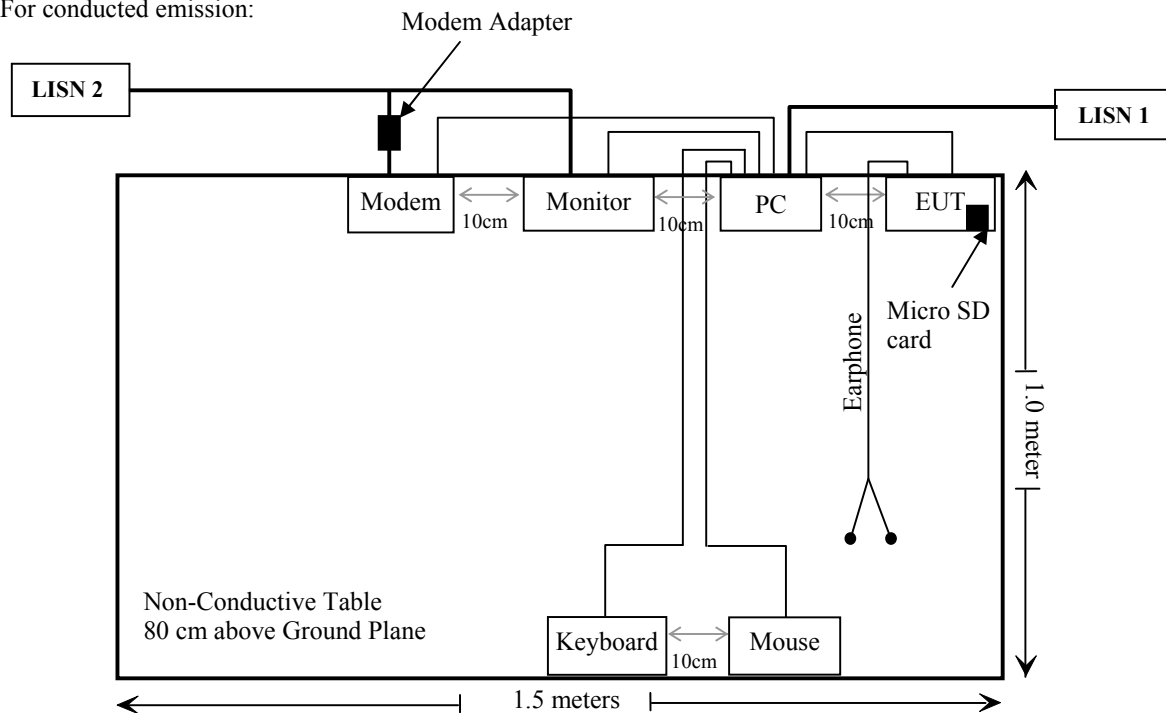 For conducted emission:
Modem Adapter
LISN 2
LISN 1
Modem
Monitor
PC
EUT
10cm
10cm
10cm
Micro SD
card
Earphone
1.0 meter
Non-Conductive Table
80 cm above Ground Plane
Keyboard
Mouse
10cm
1.5 meters